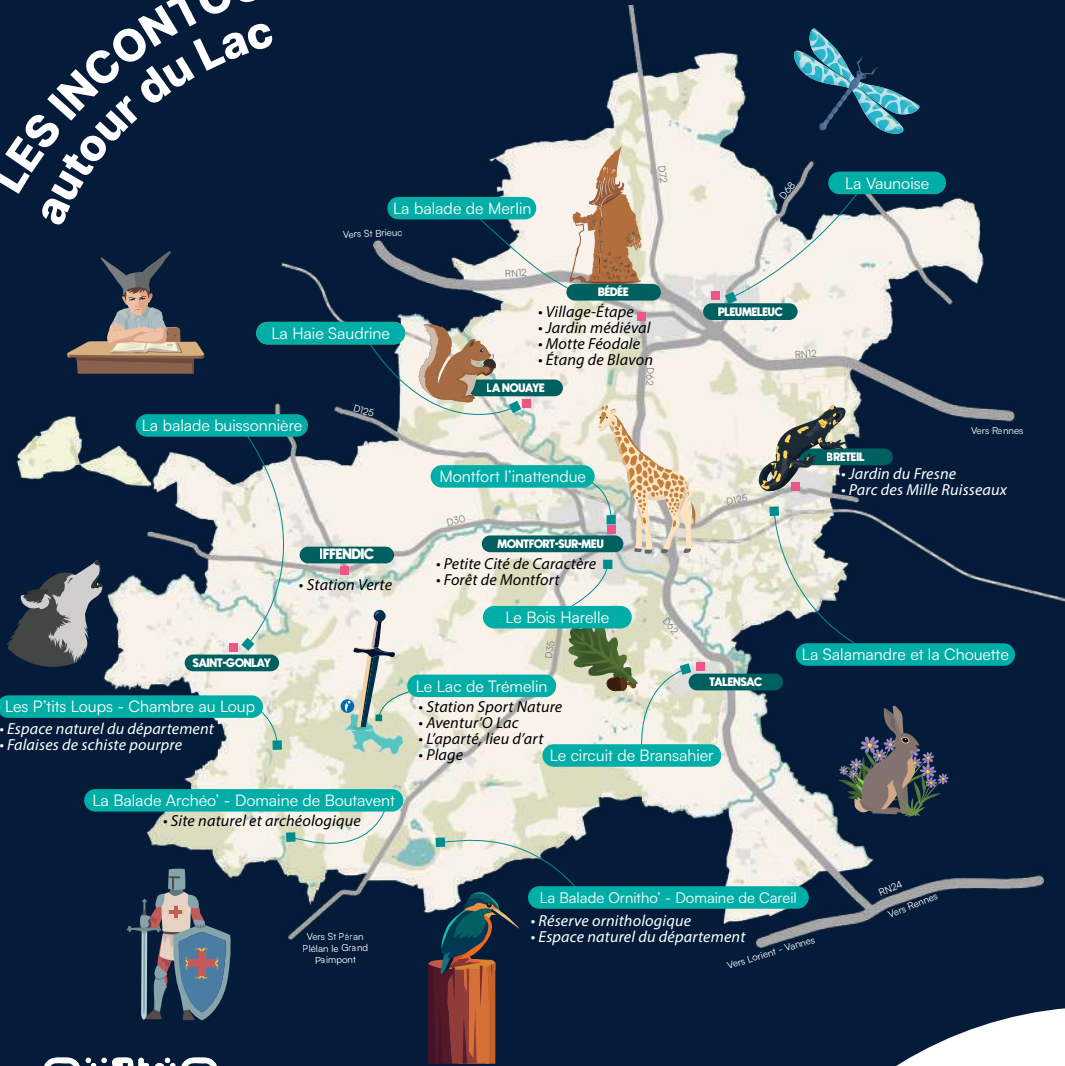 LES
autour du Lac
La Vaunoise
La balade de Merlin
Vers St Brieuc
D72
D68
RN12
BÉDÉE
• Village-Étape
• Jardin médiéval
• Motte Féodale
• Étang de Blavon
PLEUMELEUC
La Haie Saudrine
RN12
D62
LA NOUAYE
D125
Vers Rennes
La balade buissonnière
BRETEIL
• Jardin du Fresne
• Parc des Mille Ruisseaux
Montfort l'inattendue
D125
D30
MONTFORT-SUR-MEU
• Petite Cité de Caractère
• Forêt de Montfort
IFFENDIC
• Station Verte
Le Bois Harelle
D62
D35
La Salamandre et la Chouette
SAINT-GONLAY
TALENSAC
Le Lac de Trémelin
• Station Sport Nature
• Aventur'O Lac
• L'aparté, lieu d'art
• Plage
Les P'tits Loups - Chambre au Loup
• Espace naturel du département
• Falaises de schiste pourpre
Le circuit de Bransahier
La Balade Archéo' - Domaine de Boutavent
• Site naturel et archéologique
La Balade Ornitho' - Domaine de Careil
• Réserve ornithologique
• Espace naturel du département
RN24
Vers Rennes
Vers Lorient - Vannes
Vers St Péran
Plélan le Grand
Paimpont